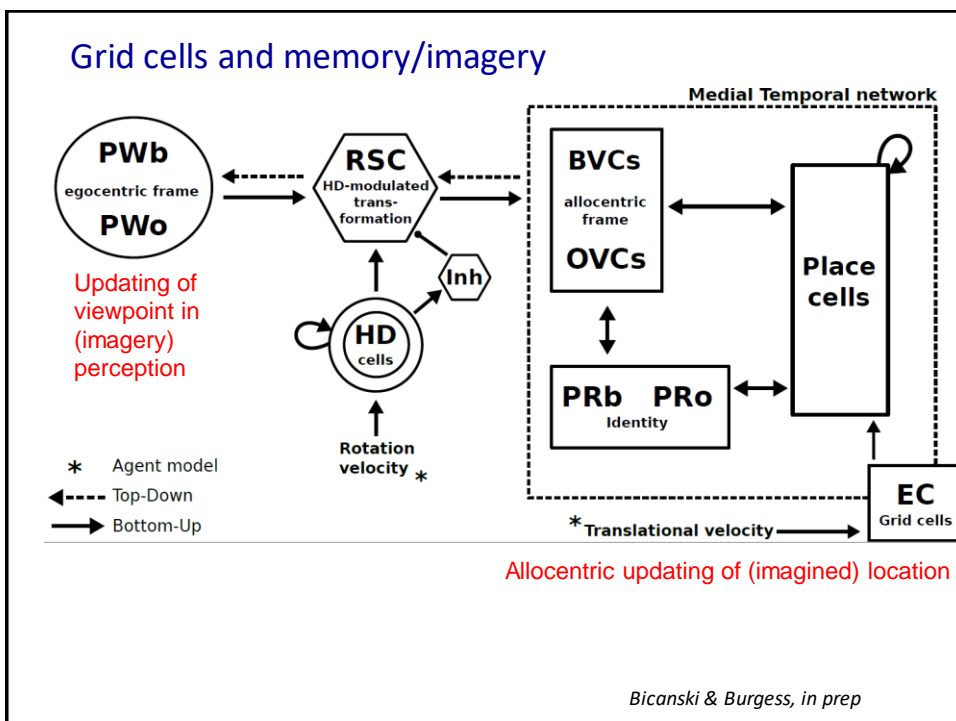 Grid cells and memory/imagery
Medial Temporal network
PWb
egocentric frame
PWo
RSC
HD-modulated
trans-
formation
BVCs
allocentric
frame
OVCs
Place
cells
Inh
Updating of
viewpoint in
(imagery)
perception
HD
cells
PRb PRo
Identity
Rotation
velocity *
* Agent model
Top-Down
Bottom-Up
EC
Grid cells
* Translational velocity
Allocentric updating of (imagined) location
Bicanski & Burgess, in prep